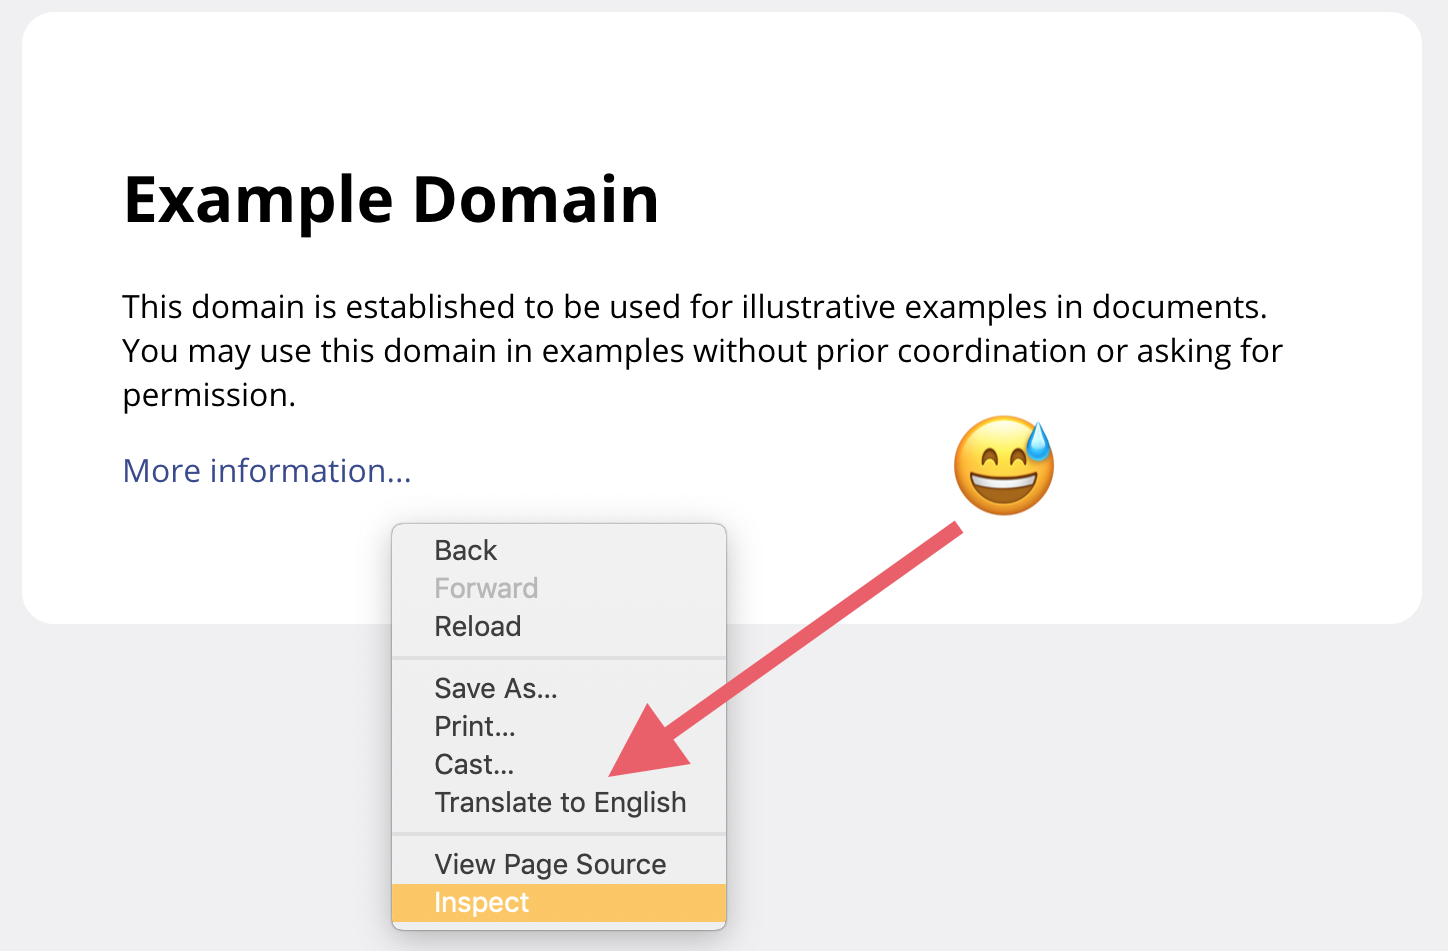 Example Domain
This domain is established to be used for illustrative examples in documents.
You may use this domain in examples without prior coordination or asking for
permission.
More information...
Back
Forward
Reload
Save As...
Print...
Cast...
Translate to English
View Page Source
Inspect